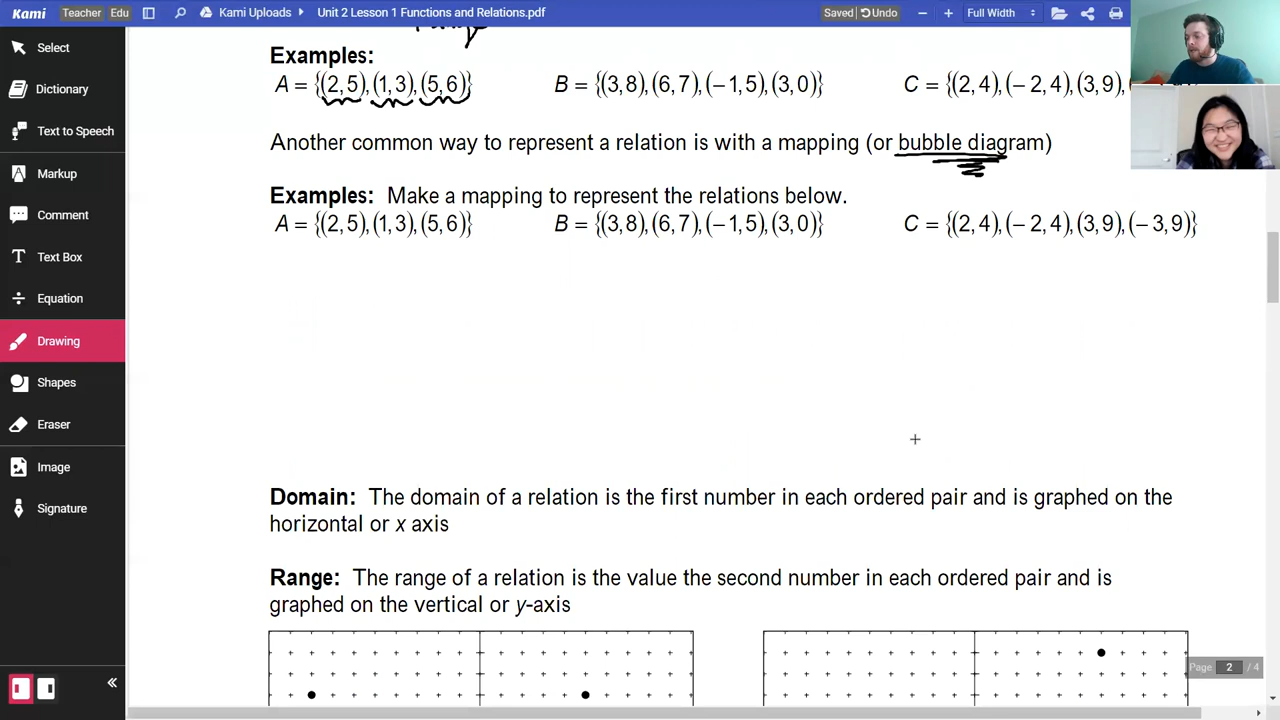 Kami
Teacher Edu
Kami Uploads
Unit 2 Lesson 1 Functions and Relations.pdf
Saved Undo
Full Width
Select
Dictionary
Text to Speech
Markup
Comment
Text Box
Equation
Drawing
Shapes
Eraser
Image
Signature
Examples:
A = {(2,5),(1,3),(5,6)} B = {(3,8),(6,7),(−1,5),(3,0)} C = {(2,4),(−2,4),(3,9),
Another common way to represent a relation is with a mapping (or bubble diagram)
Examples: Make a mapping to represent the relations below.
A = {(2,5),(1,3),(5,6)} B = {(3,8),(6,7),(−1,5),(3,0)} C = {(2,4),(−2,4),(3,9),(−3,9)}
Domain: The domain of a relation is the first number in each ordered pair and is graphed on the
horizontal or x axis
Range: The range of a relation is the value the second number in each ordered pair and is
graphed on the vertical or y-axis
Page 2 / 4